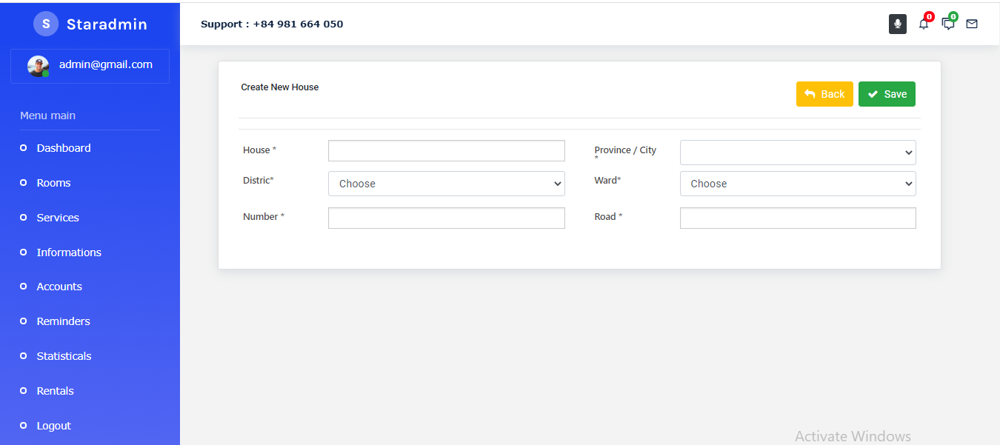 S Staradmin
Support : +84 981 664 050
0
0
admin@gmail.com
Create New House
Back
Save
Menu main
Dashboard
Rooms
Services
Informations
Accounts
Reminders
Statisticals
Rentals
Logout
House *
Province / City
*
Distric*
Choose
Ward*
Choose
Number *
Road *
Activate Windows